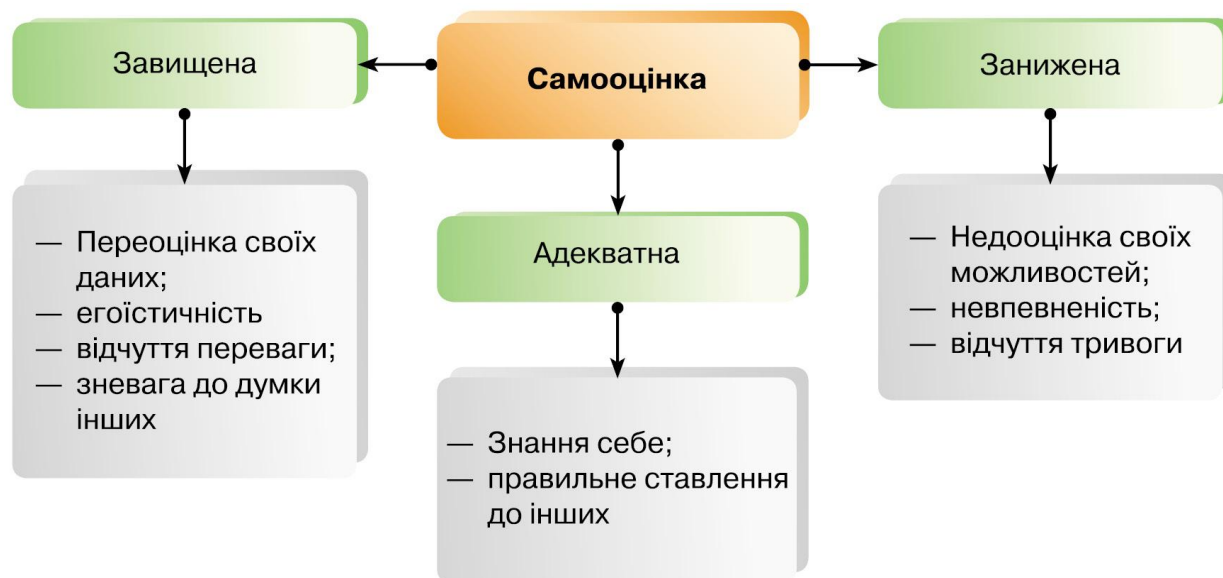 Самооцінка
Завищена
— Переоцінка своїх
даних;
— егоїстичність
— відчуття переваги;
— зневага до думки
інших
Адекватна
— Знання себе;
— правильне ставлення
до інших
Занижена
— Недооцінка своїх
можливостей;
— невпевненість;
— відчуття тривоги